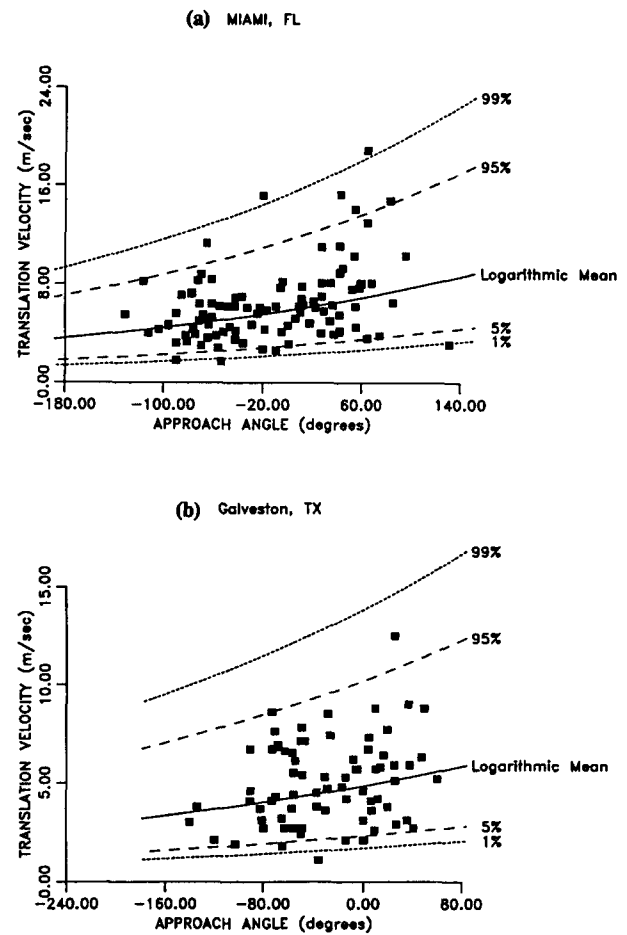 (a) MIAMI, FL
TRANSLATION VELOCITY (m/sec)
24.00
16.00
8.00
0.00
99%
95%
Logarithmic Mean
5%
1%
-180.00 -100.00 -20.00 60.00 140.00
APPROACH ANGLE (degrees)
(b) Galveston, TX
TRANSLATION VELOCITY (m/sec)
15.00
10.00
5.00
0.00
99%
95%
Logarithmic Mean
5%
1%
-240.00 -160.00 -80.00 0.00 80.00
APPROACH ANGLE (degrees)